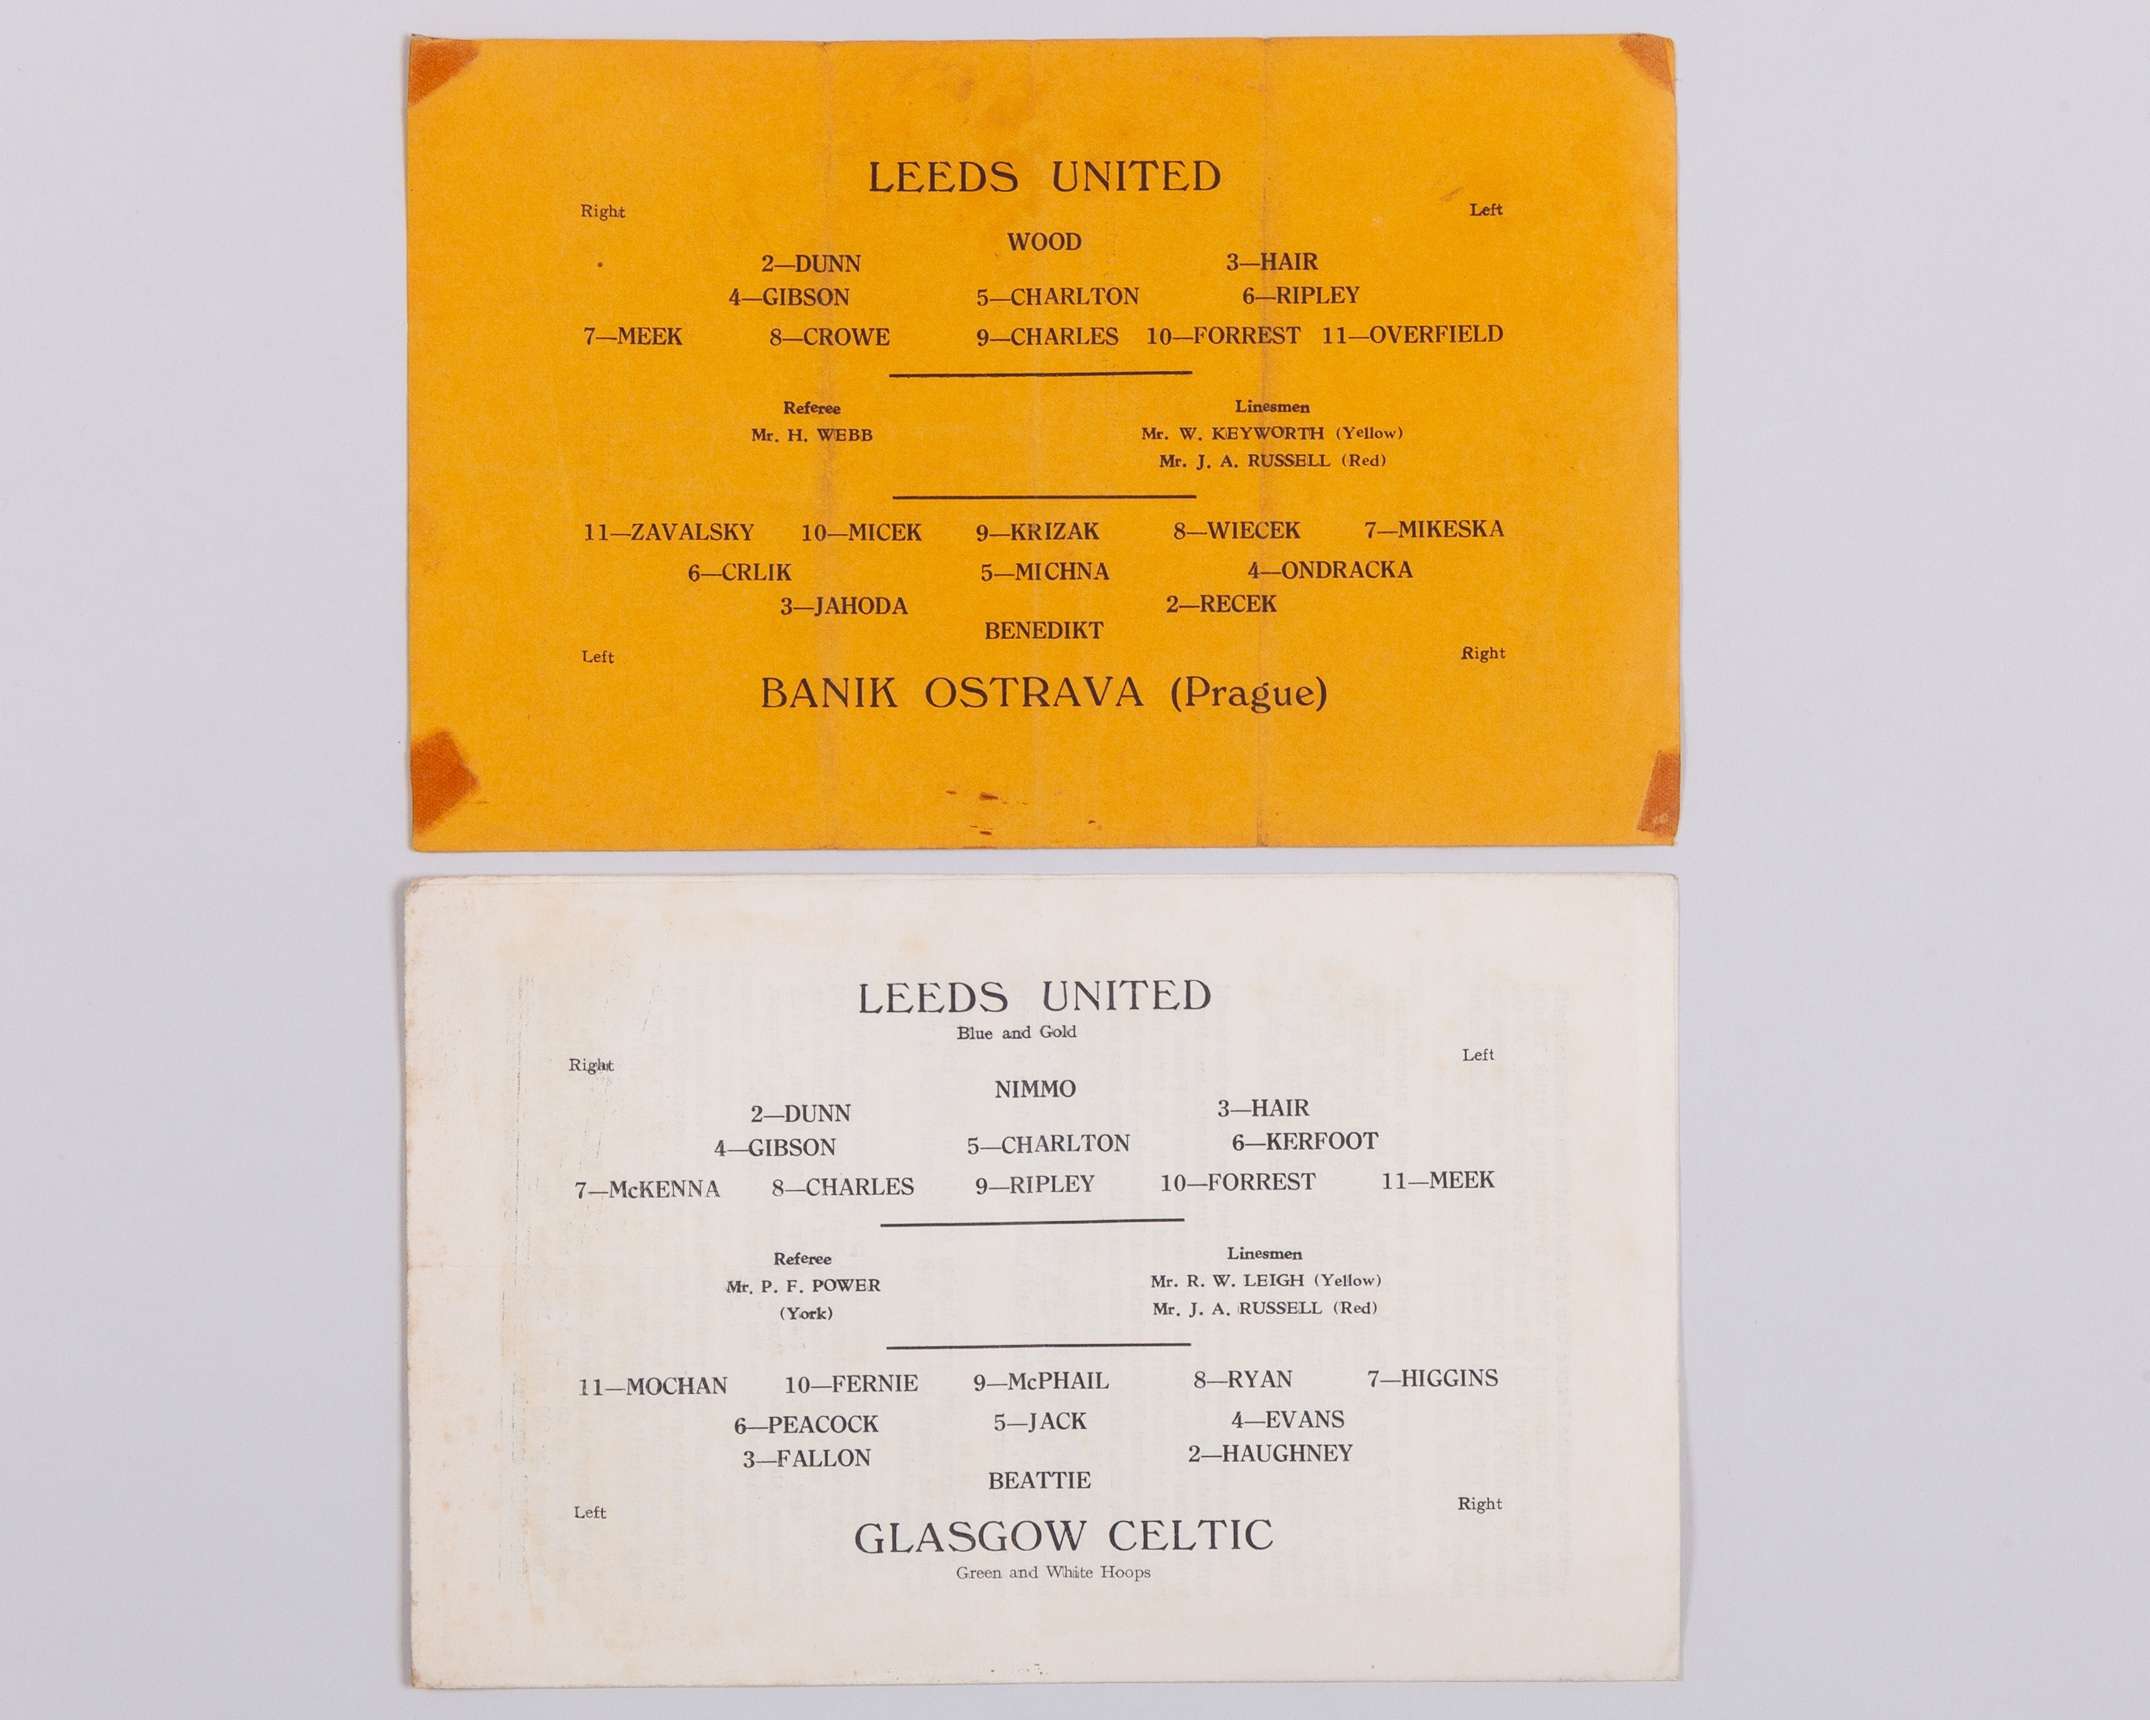 LEEDS UNITED
Right Left
WOOD
2—DUNN 3—HAIR
4—GIBSON 5—CHARLTON 6—RIPLEY
7—MEEK 8—CROWE 9—CHARLES 10—FORREST 11—OVERFIELD
Referee Linesmen
Mr. H. WEBB Mr. W. KEYWORTH (Yellow)
Mr. J. A. RUSSELL (Red)
11—ZAVALSKY 10—MICEK 9—KRIZAK 8—WIECEK 7—MIKESKA
6—CRLIK 5—MICHNA 4—ONDRACKA
3—JAHODA 2—RECEK
BENEDIKT
Left Right
BANIK OSTRAVA (Prague)
LEEDS UNITED
Blue and Gold
Right Left
NIMMO
2—DUNN 3—HAIR
4—GIBSON 5—CHARLTON 6—KERFOOT
7—McKENNA 8—CHARLES 9—RIPLEY 10—FORREST 11—MEEK
Referee Linesmen
Mr. P. F. POWER Mr. R. W. LEIGH (Yellow)
(York) Mr. J. A. RUSSELL (Red)
11—MOCHAN 10—FERNIE 9—McPHAIL 8—RYAN 7—HIGGINS
6—PEACOCK 5—JACK 4—EVANS
3—FALLON 2—HAUGHNEY
BEATTIE
Left Right
GLASGOW CELTIC
Green and White Hoops